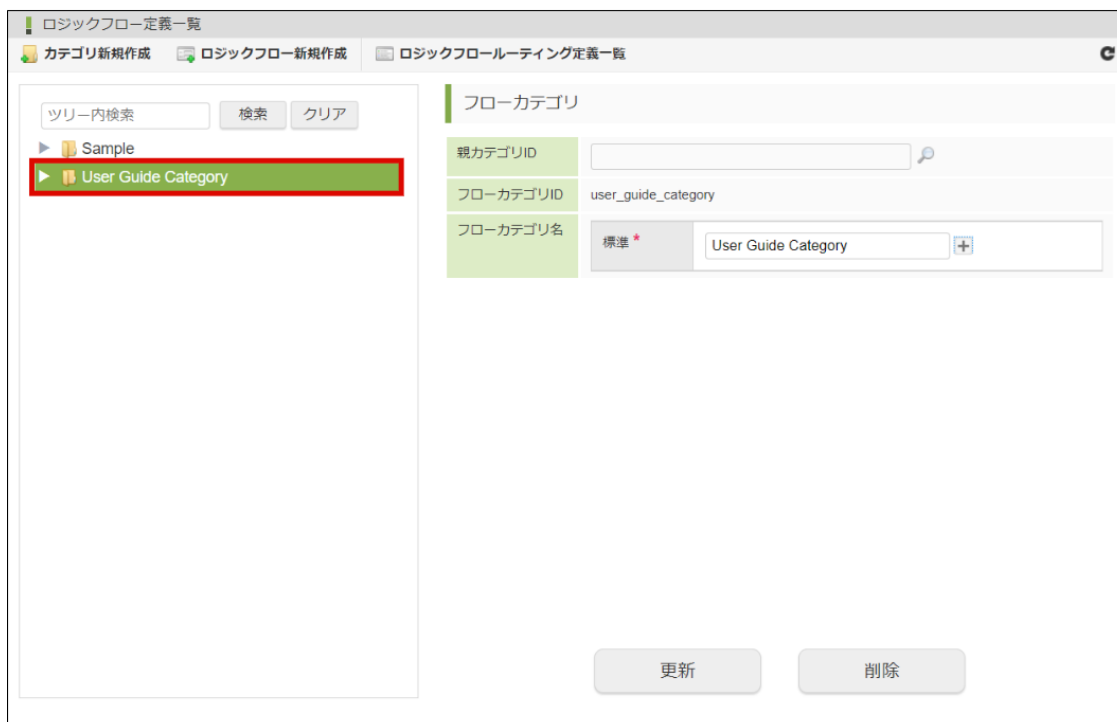 ロジックフロー定義一覧
カテゴリ新規作成 ロジックフロー新規作成 ロジックフロールーティング定義一覧
ツリー内検索 検索 クリア
Sample
User Guide Category
フローカテゴリ
親カテゴリID
フローカテゴリID user_guide_category
フローカテゴリ名 標準 * User Guide Category
更新 削除